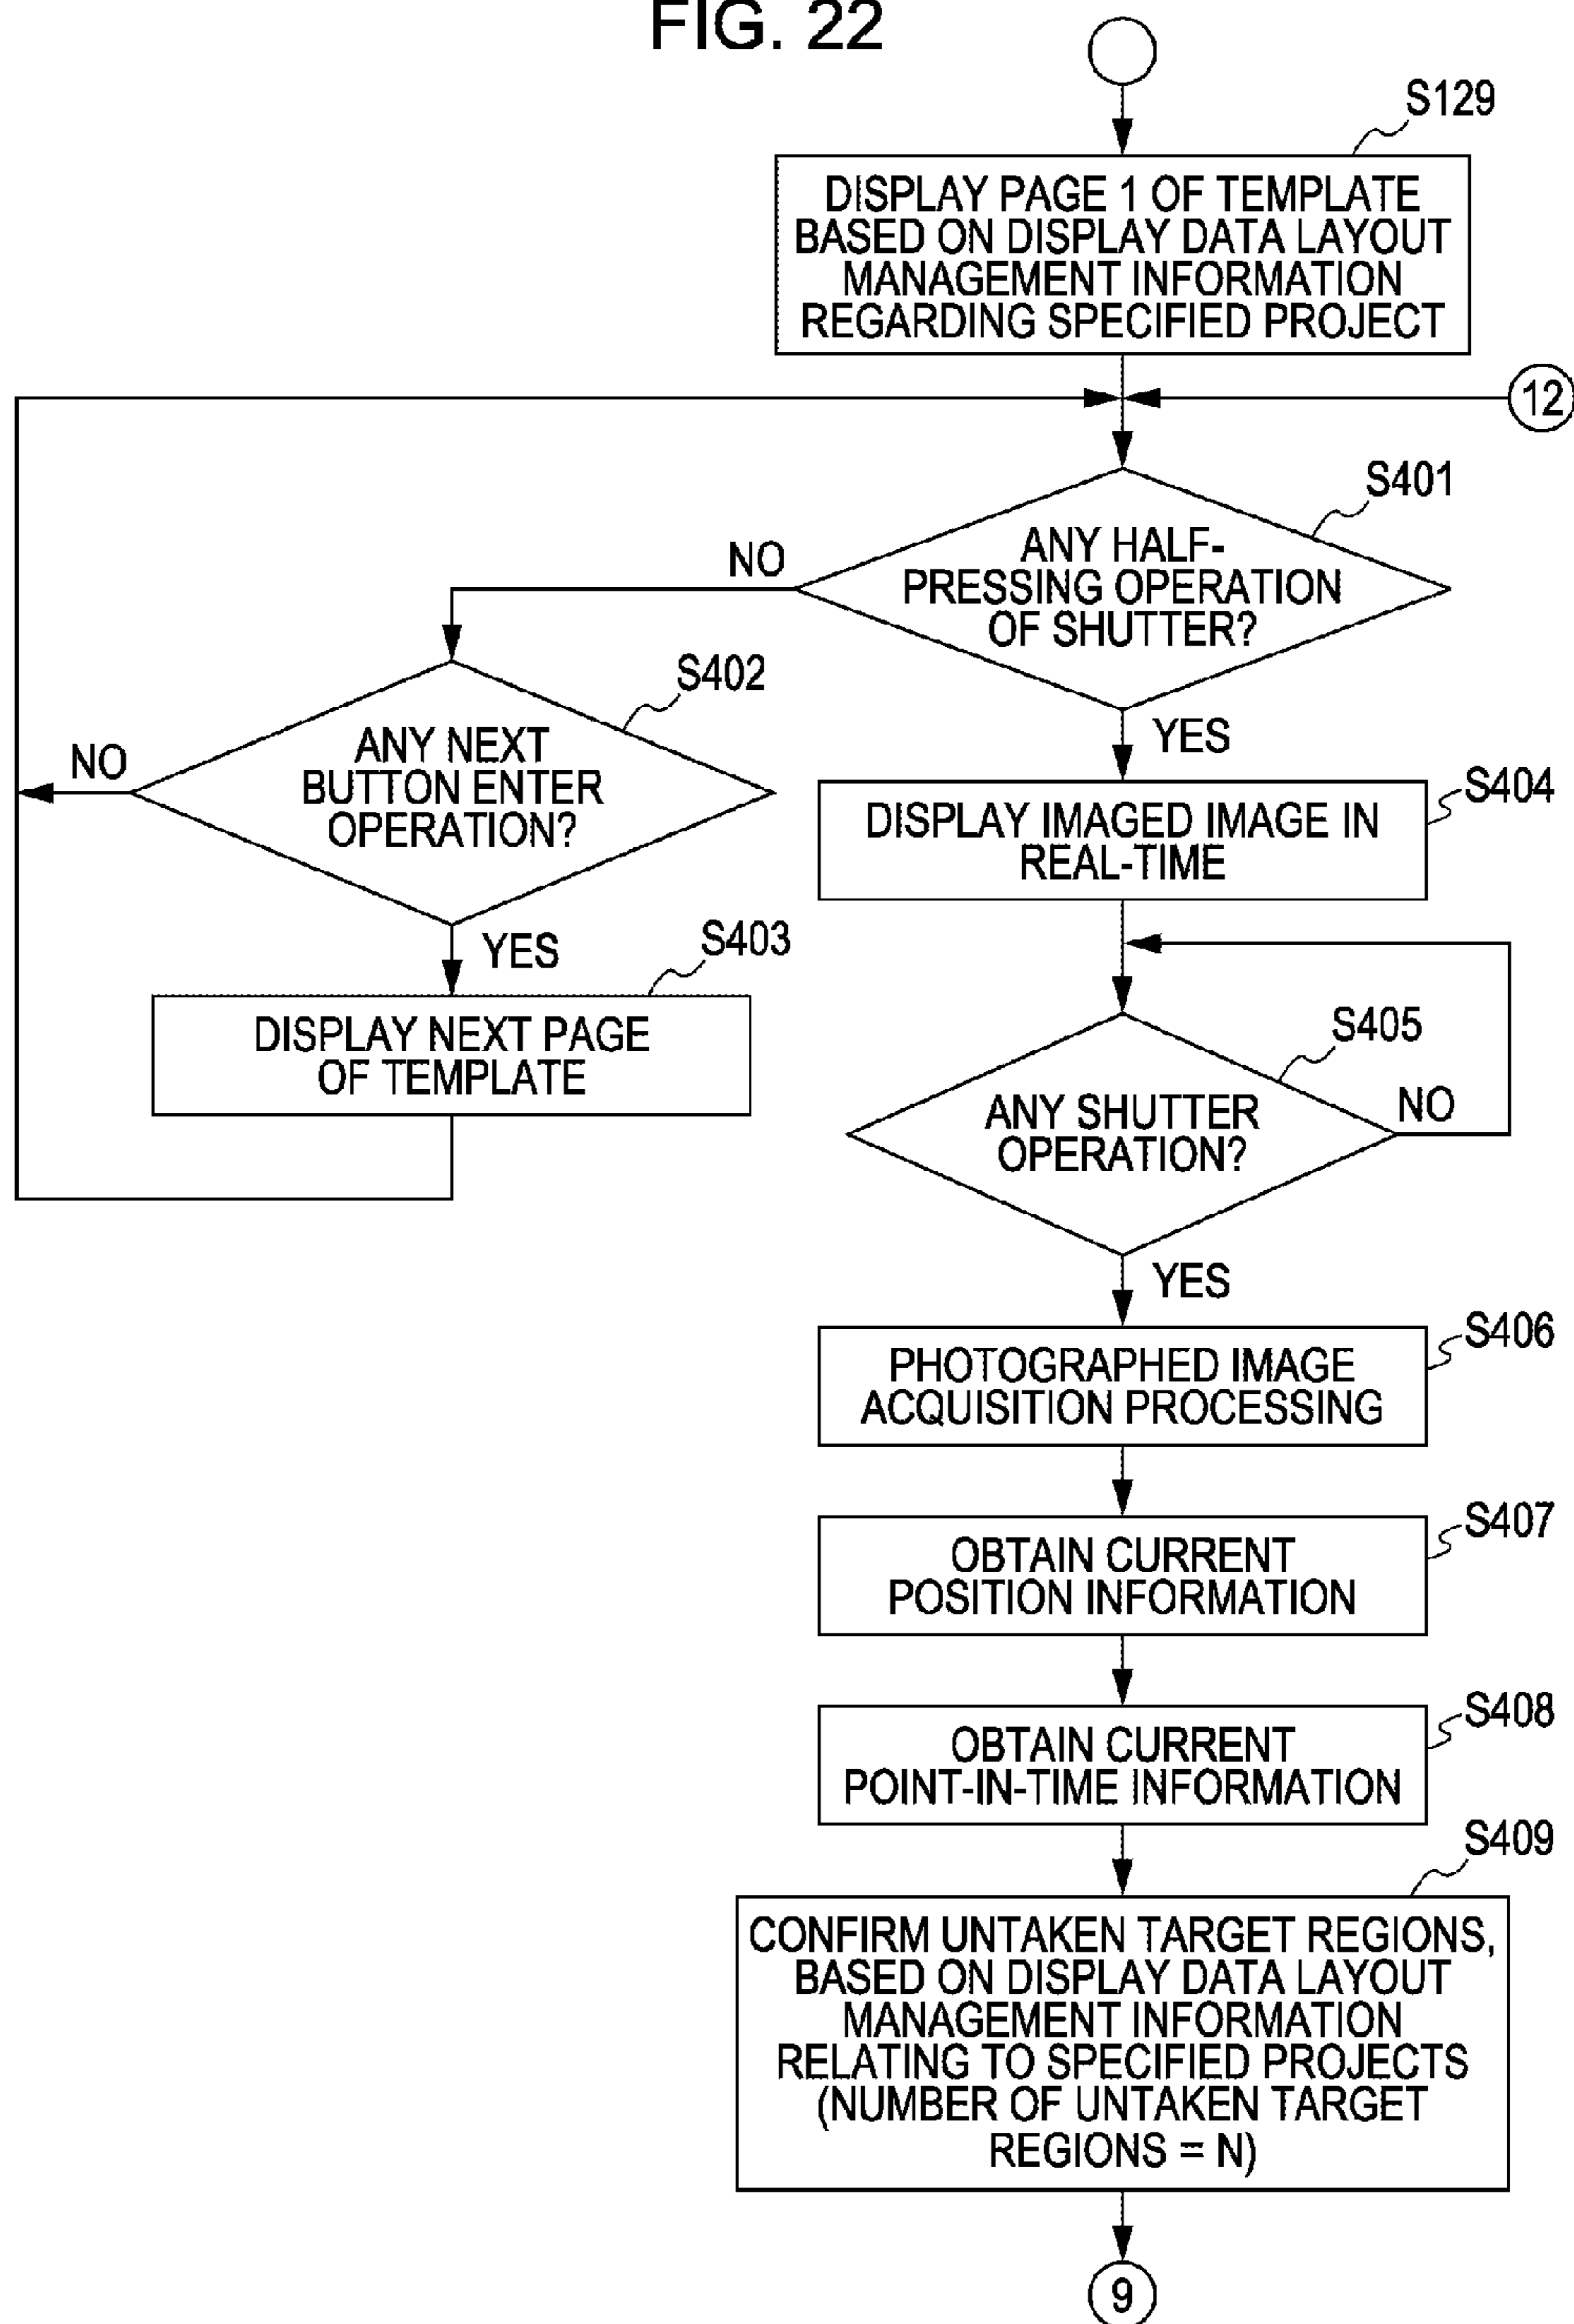 FIG. 22
S129
DISPLAY PAGE 1 OF TEMPLATE
BASED ON DISPLAY DATA LAYOUT
MANAGEMENT INFORMATION
REGARDING SPECIFIED PROJECT
12
S401
ANY HALF-
PRESSING OPERATION
OF SHUTTER?
NO
YES
S402
ANY NEXT
BUTTON ENTER
OPERATION?
NO
YES
S403
DISPLAY NEXT PAGE
OF TEMPLATE
S404
DISPLAY IMAGED IMAGE IN
REAL-TIME
S405
ANY SHUTTER
OPERATION?
NO
YES
S406
PHOTOGRAPHED IMAGE
ACQUISITION PROCESSING
S407
OBTAIN CURRENT
POSITION INFORMATION
S408
OBTAIN CURRENT
POINT-IN-TIME INFORMATION
S409
CONFIRM UNTAKEN TARGET REGIONS,
BASED ON DISPLAY DATA LAYOUT
MANAGEMENT INFORMATION
RELATING TO SPECIFIED PROJECTS
(NUMBER OF UNTAKEN TARGET
REGIONS = N)
9